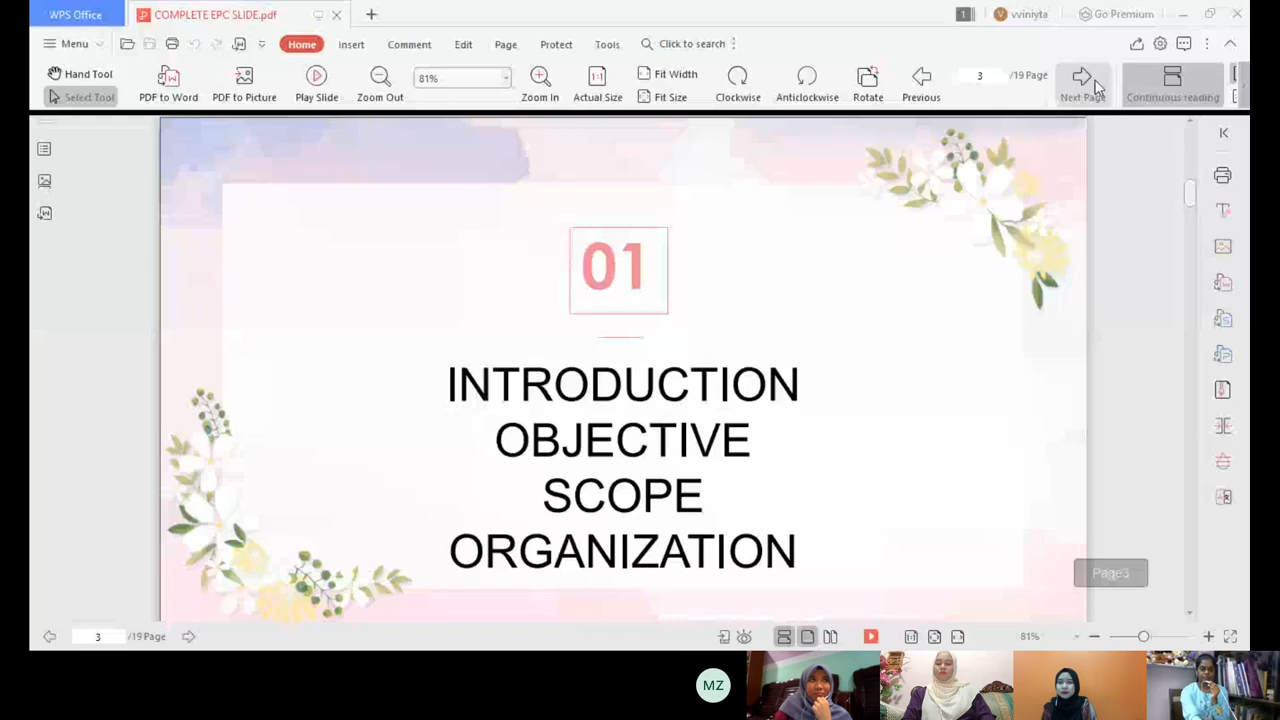 WPS Office
COMPLETE EPC SLIDE.pdf
1
vviniyta
Go Premium
Menu
Home
Insert
Comment
Edit
Page
Protect
Tools
Click to search
Hand Tool
Select Tool
PDF to Word
PDF to Picture
Play Slide
Zoom Out
81%
Zoom In
Actual Size
Fit Width
Fit Size
Clockwise
Anticlockwise
Rotate
Previous
3
/19 Page
Next Page
Continuous reading
01
INTRODUCTION
OBJECTIVE
SCOPE
ORGANIZATION
Page3
3
/19 Page
81%
MZ